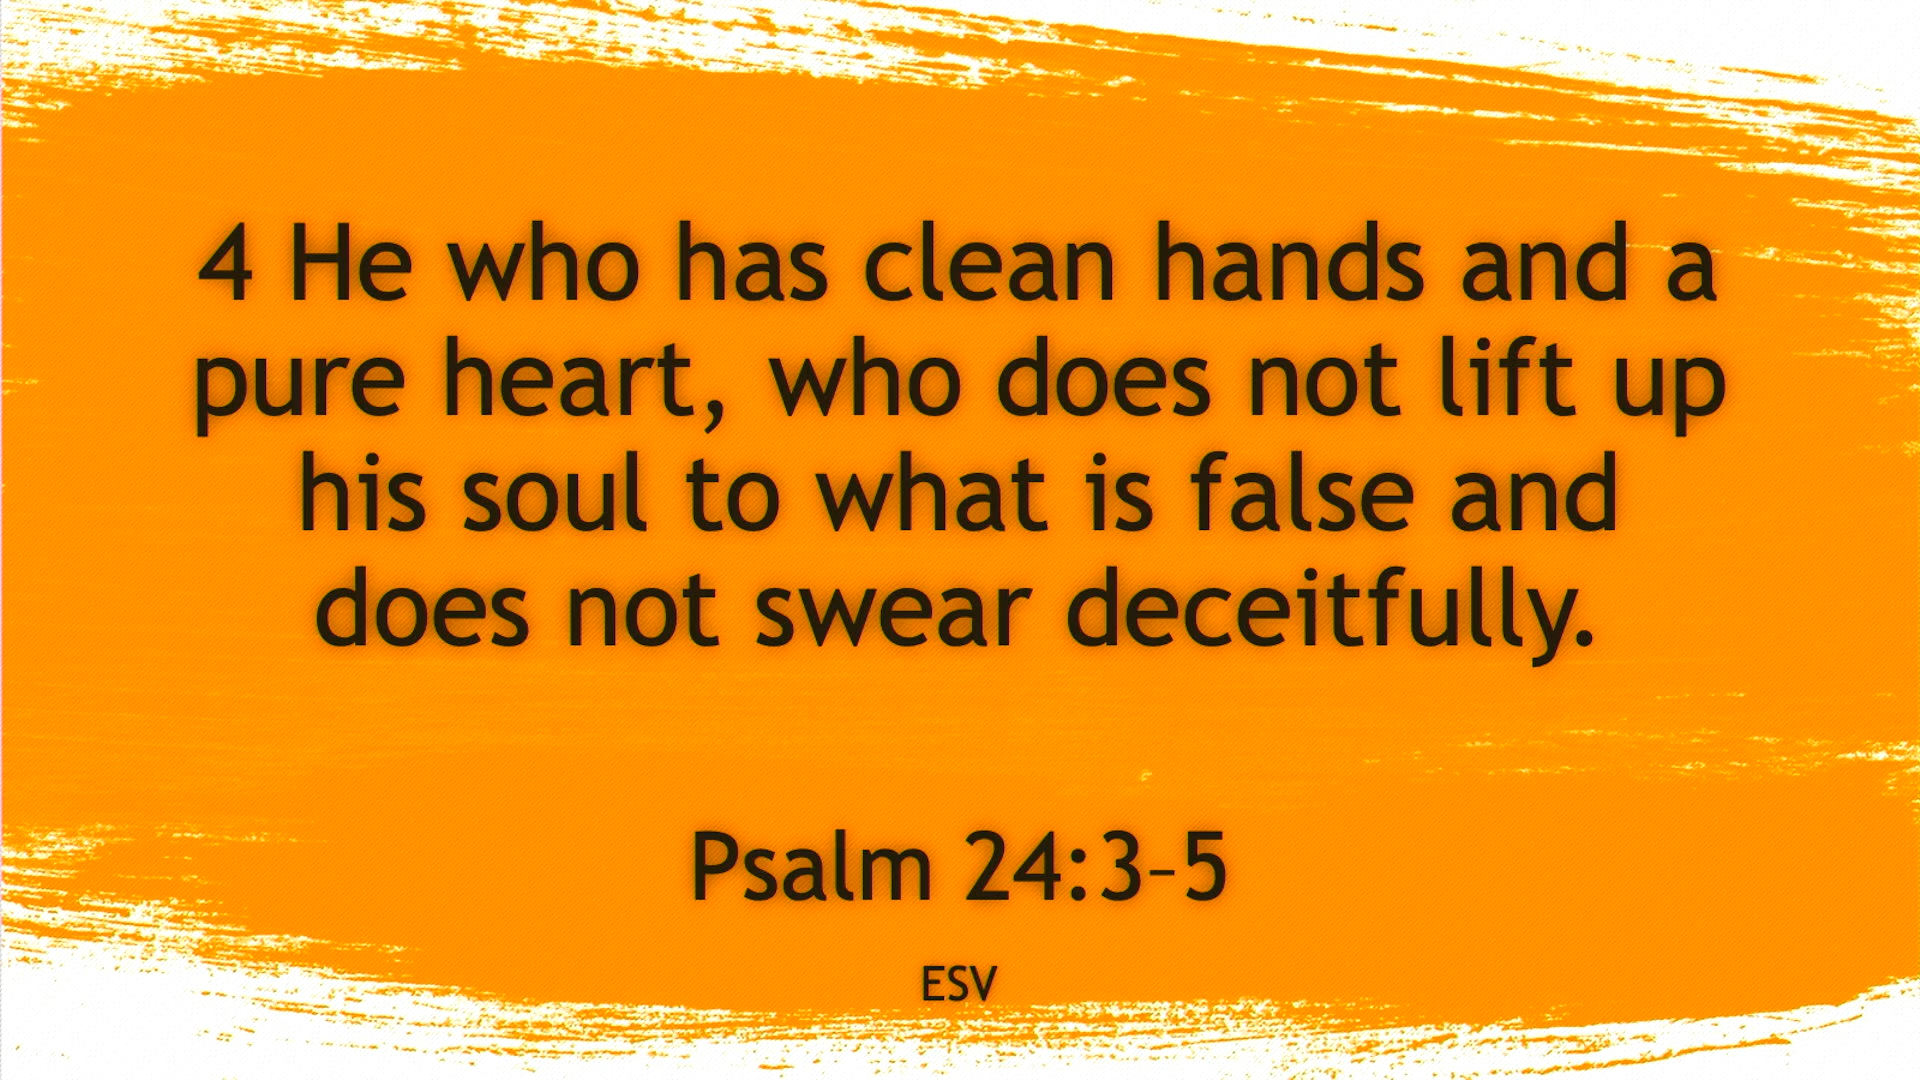 4 He who has clean hands and a
pure heart, who does not lift up
his soul to what is false and
does not swear deceitfully.
Psalm 24:3–5
ESV